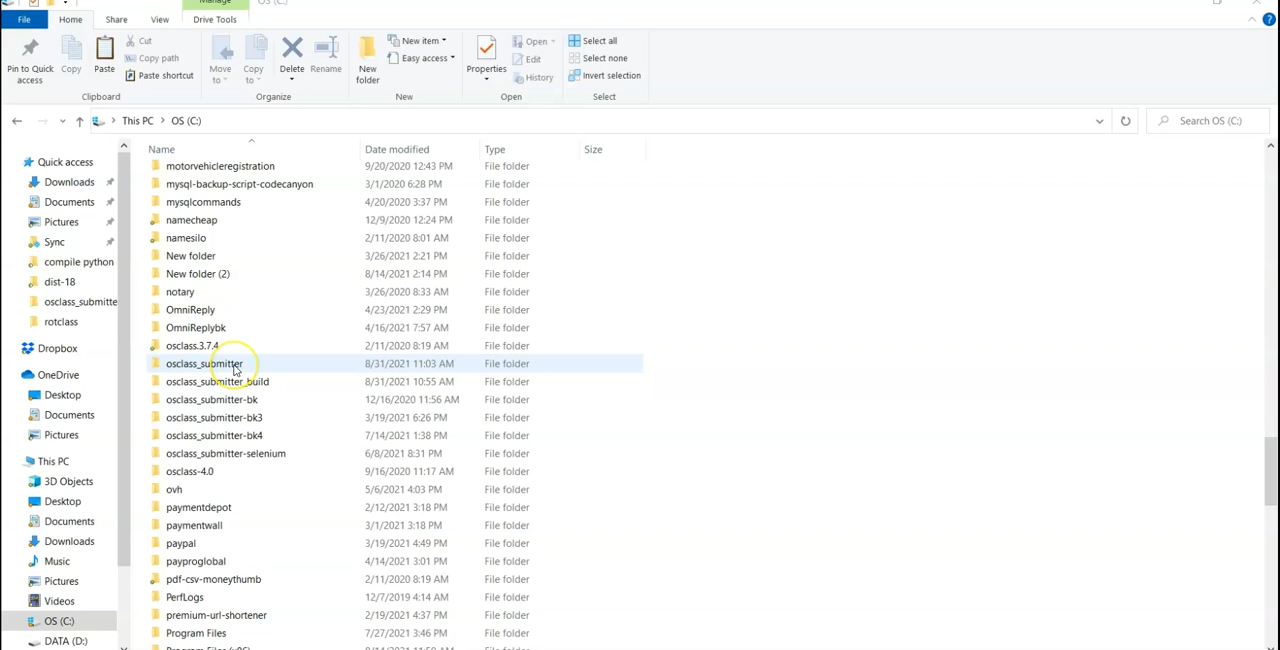 Manage OS (C:)
File Home Share View Drive Tools
Pin to Quick access
Copy
Paste
Cut
Copy path
Paste shortcut
Clipboard
Move to
Copy to
Delete
Rename
Organize
New folder
New item
Easy access
New
Properties
Open
Edit
History
Open
Select all
Select none
Invert selection
Select
This PC > OS (C:)
Search OS (C:)
Quick access
Downloads
Documents
Pictures
Sync
compile python
dist-18
osclass_submitte
rotclass
Dropbox
OneDrive
Desktop
Documents
Pictures
This PC
3D Objects
Desktop
Documents
Downloads
Music
Pictures
Videos
OS (C:)
DATA (D:)
Name Date modified Type Size
motorvehicleregistration 9/20/2020 12:43 PM File folder
mysql-backup-script-codecanyon 3/1/2020 6:28 PM File folder
mysqlcommands 4/20/2020 3:37 PM File folder
namecheap 12/9/2020 12:24 PM File folder
namesilo 2/11/2020 8:01 AM File folder
New folder 3/26/2021 2:21 PM File folder
New folder (2) 8/14/2021 2:14 PM File folder
notary 3/26/2020 8:33 AM File folder
OmniReply 4/23/2021 2:29 PM File folder
OmniReplybk 4/16/2021 7:57 AM File folder
osclass.3.7.4 2/11/2020 8:19 AM File folder
osclass_submitter 8/31/2021 11:03 AM File folder
osclass_submitter_build 8/31/2021 10:55 AM File folder
osclass_submitter-bk 12/16/2020 11:56 AM File folder
osclass_submitter-bk3 3/19/2021 6:26 PM File folder
osclass_submitter-bk4 7/14/2021 1:38 PM File folder
osclass_submitter-selenium 6/8/2021 8:31 PM File folder
osclass-4.0 9/16/2020 11:17 AM File folder
ovh 5/6/2021 4:03 PM File folder
paymentdepot 2/12/2021 3:18 PM File folder
paymentwall 3/1/2021 3:18 PM File folder
paypal 3/19/2021 4:49 PM File folder
payproglobal 4/14/2021 3:01 PM File folder
pdf-csv-moneythumb 2/11/2020 8:19 AM File folder
PerfLogs 12/7/2019 4:14 AM File folder
premium-url-shortener 2/19/2021 4:37 PM File folder
Program Files 7/27/2021 3:46 PM File folder